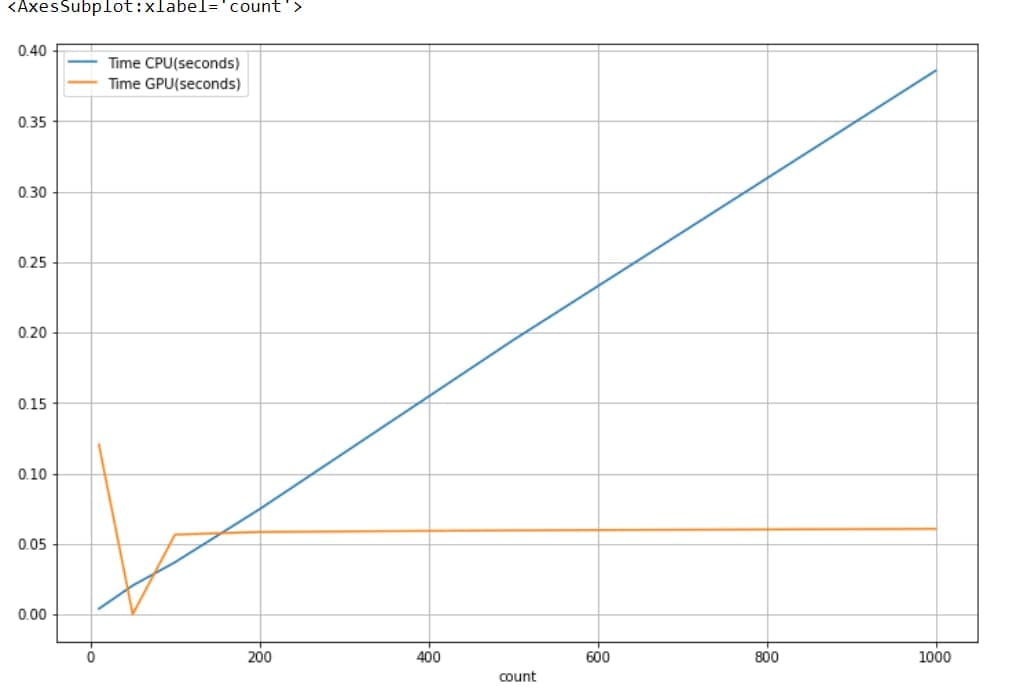 <AxesSubplot:xlabel='count'>
0.40
Time CPU(seconds)
Time GPU(seconds)
0.35
0.30
0.25
0.20
0.15
0.10
0.05
0.00
0 200 400 600 800 1000
count